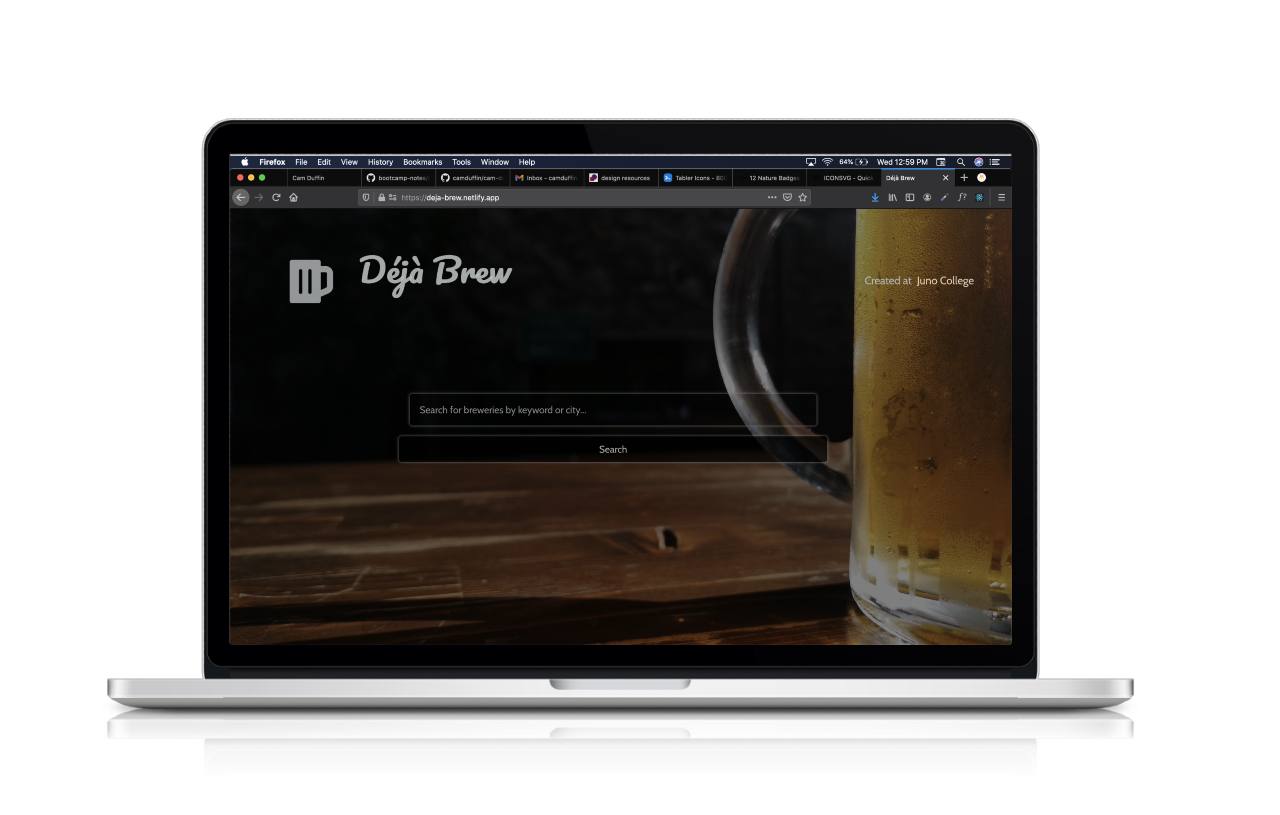 Firefox File Edit View History Bookmarks Tools Window Help 64% Wed 12:59 PM
Cam Duffin bootcamp-notes camduffin/cam- Inbox - camduffin design resources Tabler Icons - 12 Nature Badges ICONSVG - Quick Déjà Brew
https://deja-brew.netlify.app
Déjà Brew
Created at Juno College
Search for breweries by keyword or city...
Search